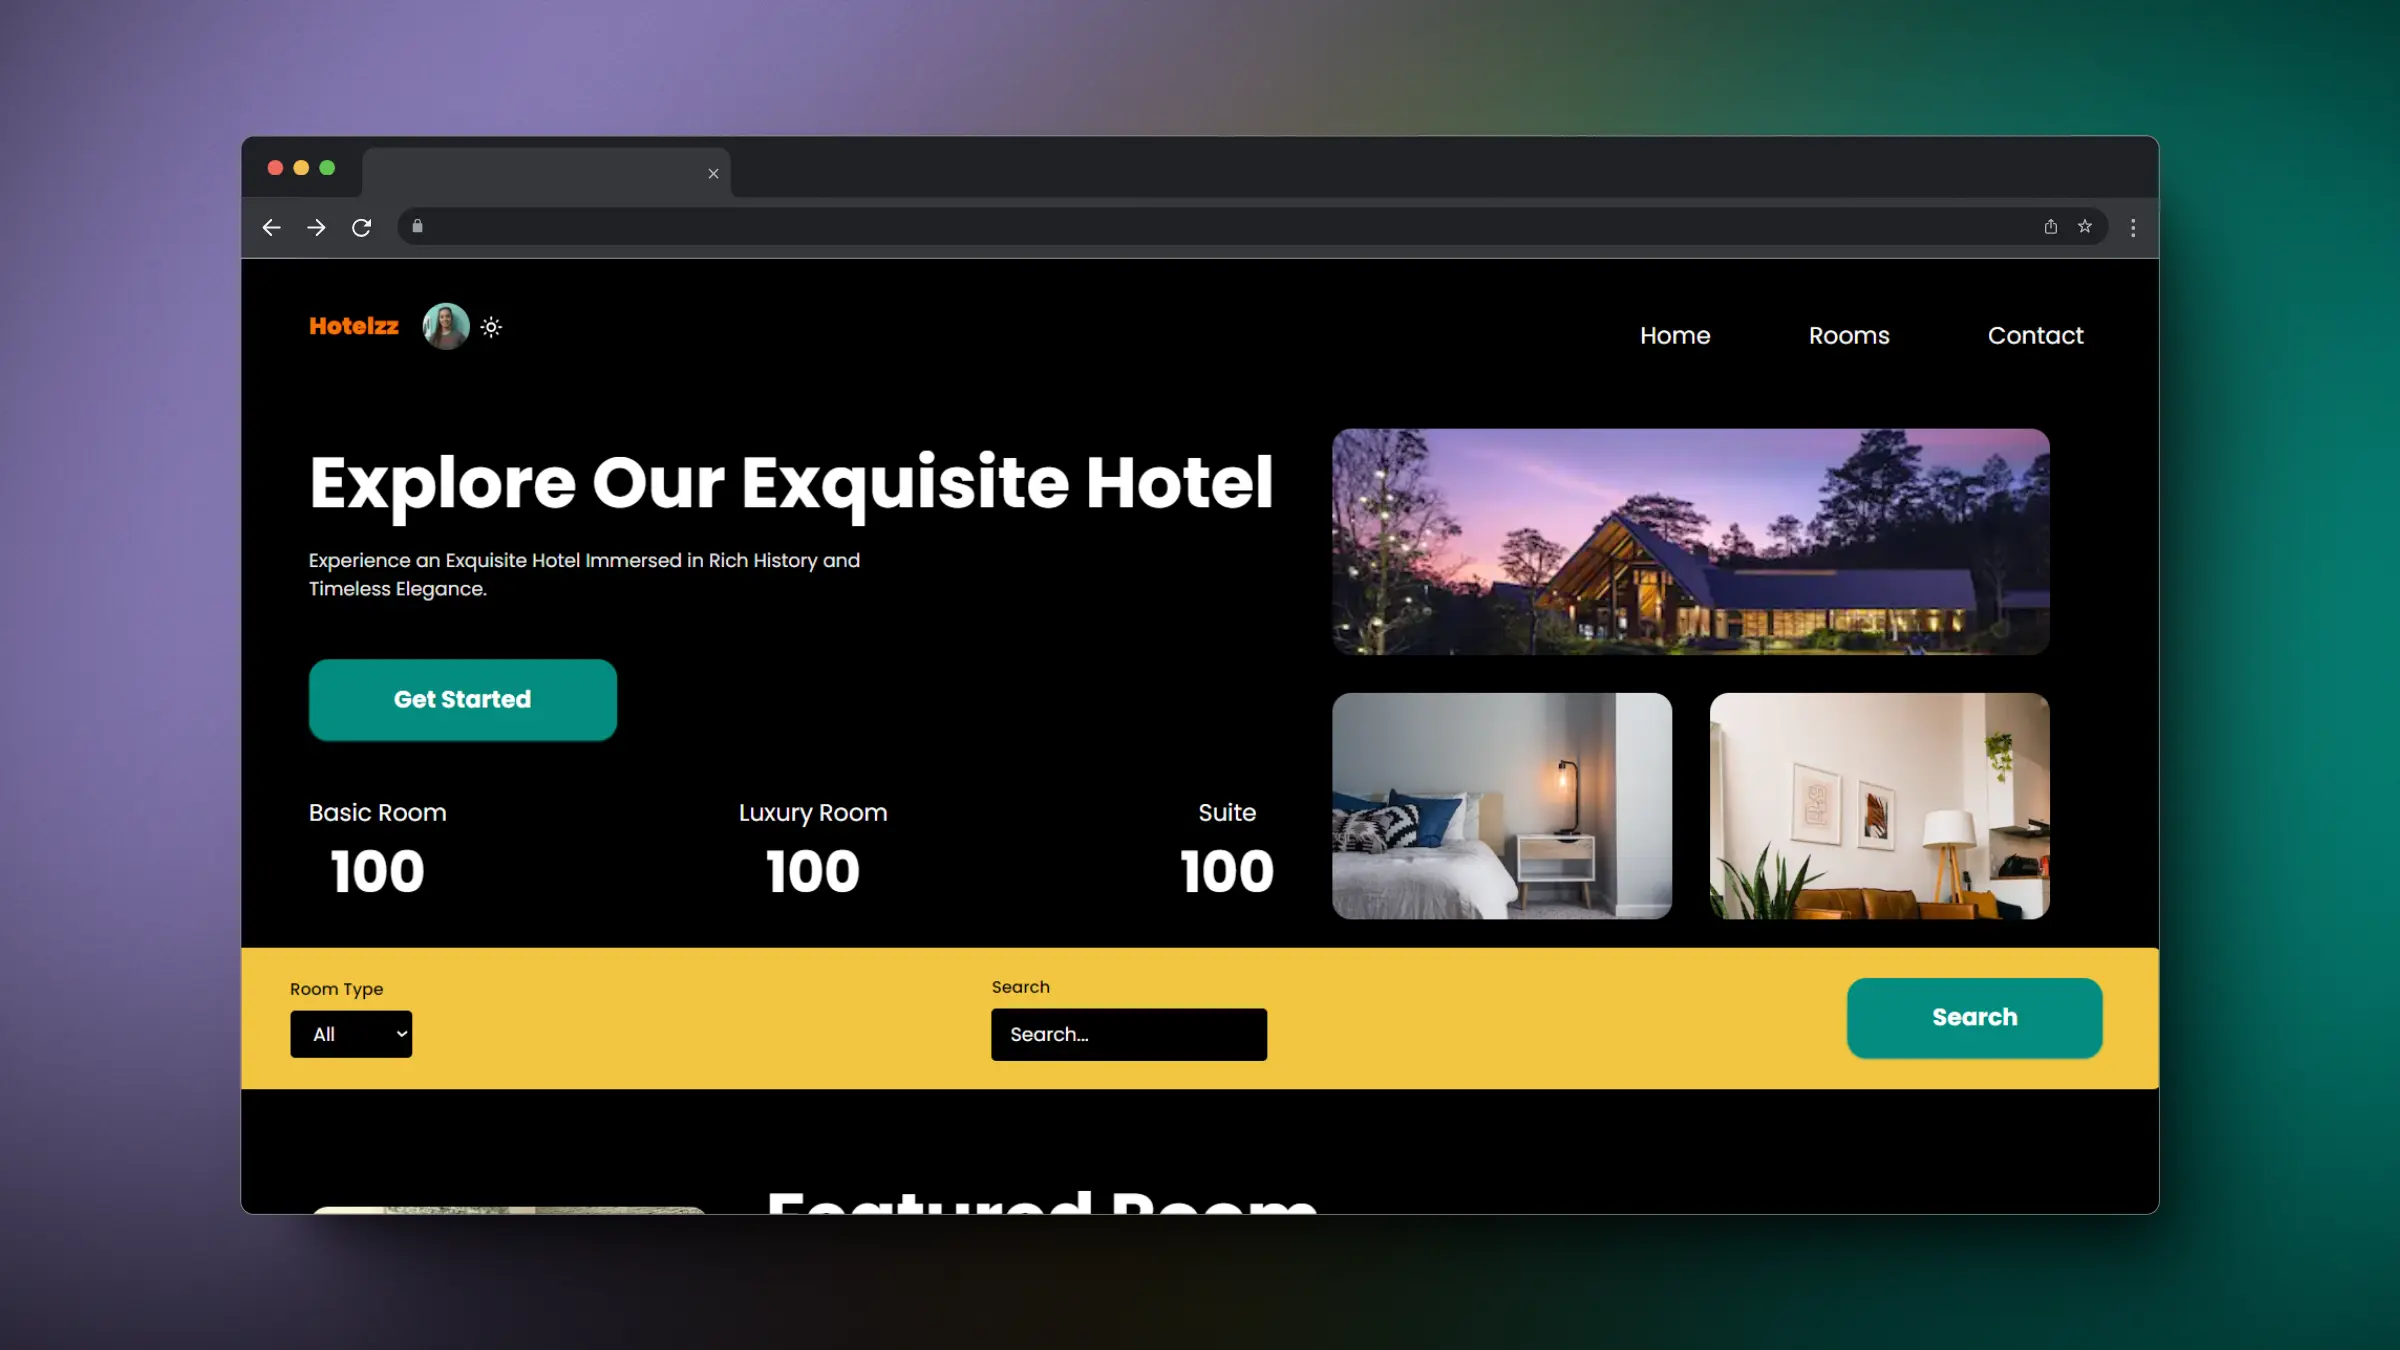 Hotelzz
Home
Rooms
Contact
Explore Our Exquisite Hotel
Experience an Exquisite Hotel Immersed in Rich History and
Timeless Elegance.
Get Started
Basic Room
100
Luxury Room
100
Suite
100
Room Type
All
Search
Search...
Search
Featured Room